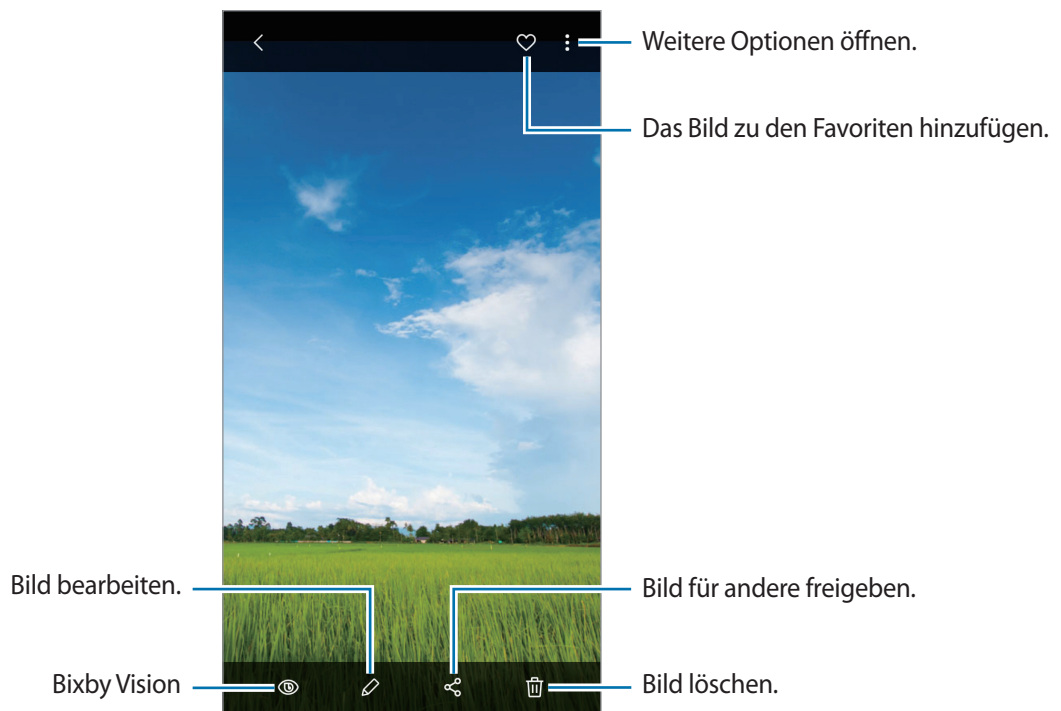 Weitere Optionen öffnen.
Das Bild zu den Favoriten hinzufügen.
Bild bearbeiten.
Bild für andere freigeben.
Bixby Vision
Bild löschen.